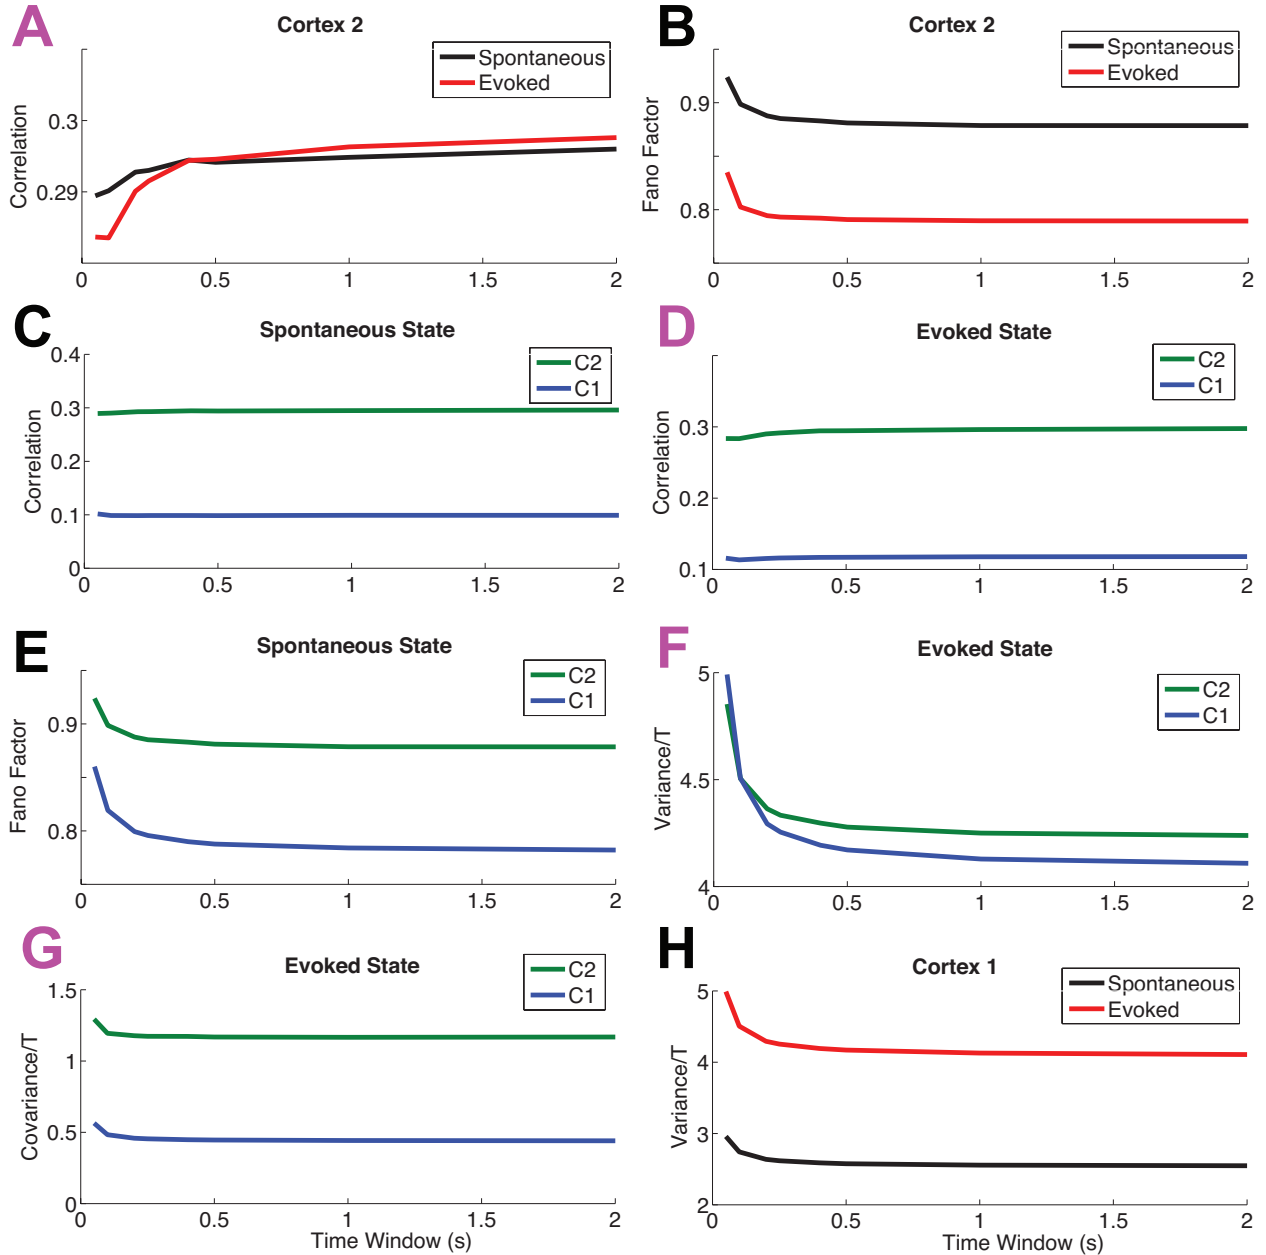 A
Cortex 2
Spontaneous
Evoked
Correlation
0.3
0.29
0 0.5 1 1.5 2
B
Cortex 2
Spontaneous
Evoked
Fano Factor
0.9
0.8
0 0.5 1 1.5 2
C
Spontaneous State
C2
C1
Correlation
0.4
0.3
0.2
0.1
0
0 0.5 1 1.5 2
D
Evoked State
C2
C1
Correlation
0.3
0.2
0.1
0 0.5 1 1.5 2
E
Spontaneous State
C2
C1
Fano Factor
0.9
0.8
0 0.5 1 1.5 2
F
Evoked State
C2
C1
Variance/T
5
4.5
4
0 0.5 1 1.5 2
G
Evoked State
C2
C1
Covariance/T
1.5
1
0.5
0
0 0.5 1 1.5 2
Time Window (s)
H
Cortex 1
Spontaneous
Evoked
Variance/T
5
4
3
2
0 0.5 1 1.5 2
Time Window (s)